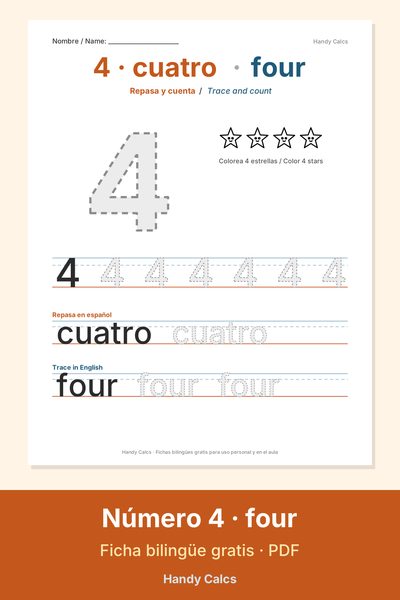 Nombre / Name: ____________________
Handy Calcs
4 · cuatro • four
Repasa y cuenta / Trace and count
4
Colorea 4 estrellas / Color 4 stars
4 4 4 4 4 4 4
Repasa en español
cuatro cuatro
Trace in English
four four four
Handy Calcs · Fichas bilingües gratis para uso personal y en el aula
Número 4 · four
Ficha bilingüe gratis · PDF
Handy Calcs